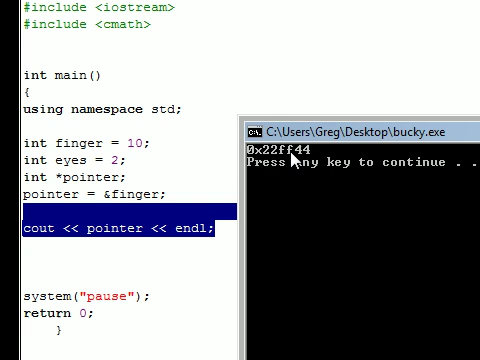 #include <iostream>
#include <cmath>
int main()
{
using namespace std;
int finger = 10;
int eyes = 2;
int *pointer;
pointer = &finger;
cout << pointer << endl;
system("pause");
return 0;
}
C:\Users\Greg\Desktop\bucky.exe
0x22ff44
Press any key to continue . .